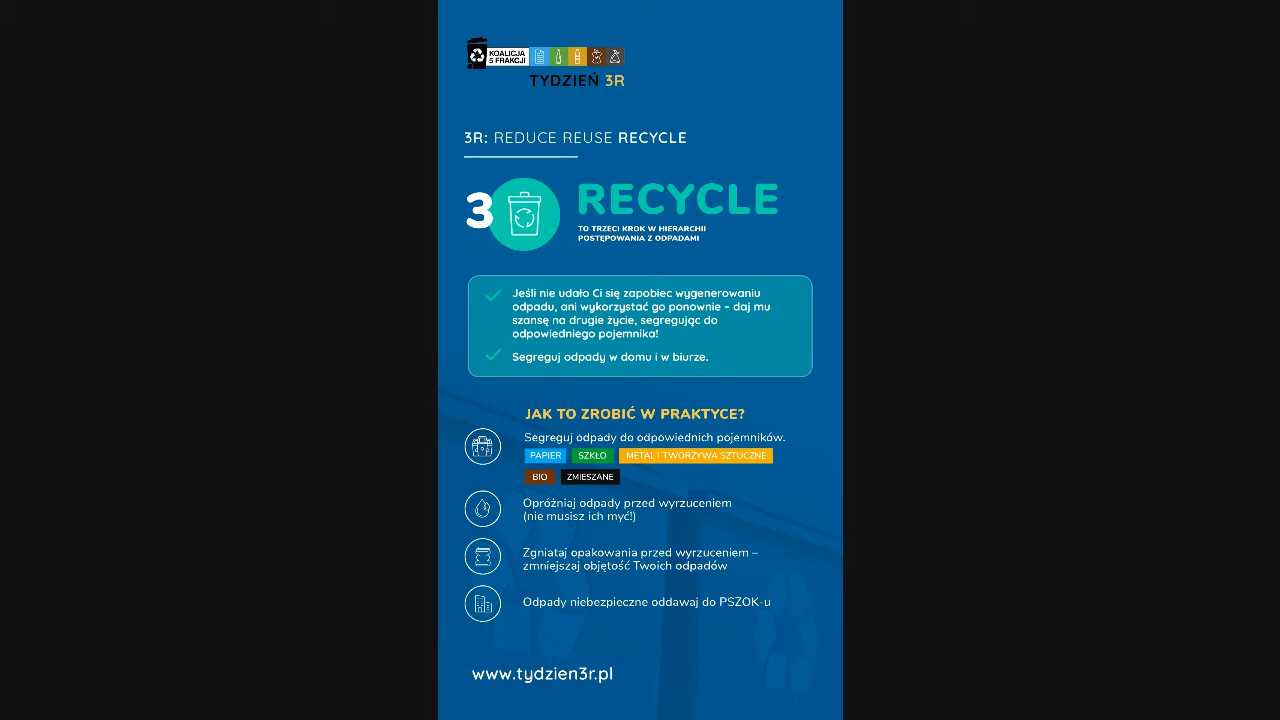 KOALICJA
5 FRAKCJI
TYDZIEŃ 3R
3R: REDUCE REUSE RECYCLE
3
RECYCLE
TO TRZECI KROK W HIERARCHII
POSTĘPOWANIA Z ODPADAMI
Jeśli nie udało Ci się zapobiec wygenerowaniu
odpadu, ani wykorzystać go ponownie – daj mu
szansę na drugie życie, segregując do
odpowiedniego pojemnika!
Segreguj odpady w domu i w biurze.
JAK TO ZROBIĆ W PRAKTYCE?
Segreguj odpady do odpowiednich pojemników.
PAPIER SZKŁO METAL I TWORZYWA SZTUCZNE
BIO ZMIESZANE
Opróżniaj odpady przed wyrzuceniem
(nie musisz ich myć!)
Zgniataj opakowania przed wyrzuceniem –
zmniejszaj objętość Twoich odpadów
Odpady niebezpieczne oddawaj do PSZOK-u
www.tydzien3r.pl